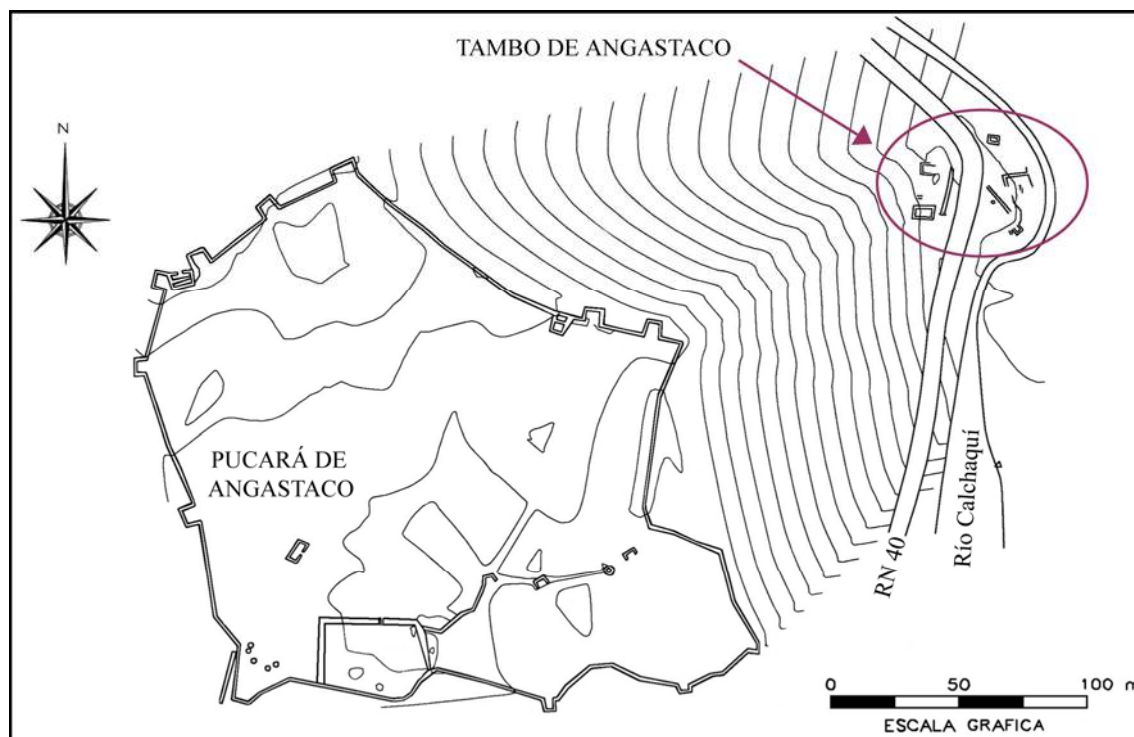 TAMBO DE ANGASTACO
N
PUCARÁ DE
ANGASTACO
RN 40
Río Calchaquí
0 50 100 m
ESCALA GRAFICA